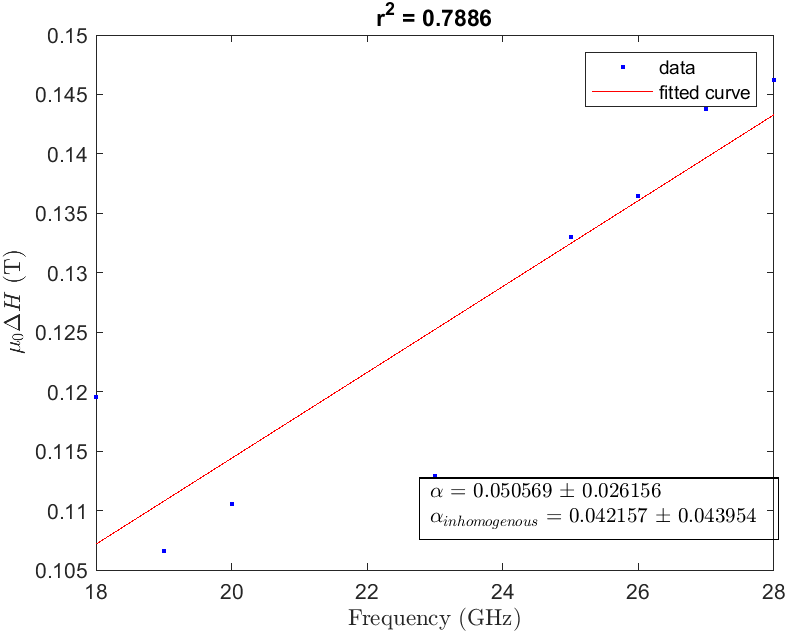 r² = 0.7886
0.15
0.145
0.14
0.135
0.13
0.125
0.12
0.115
0.11
0.105
μ₀ΔH (T)
data
fitted curve
α = 0.050569 ± 0.026156
αinhomogenous = 0.042157 ± 0.043954
18 20 22 24 26 28
Frequency (GHz)